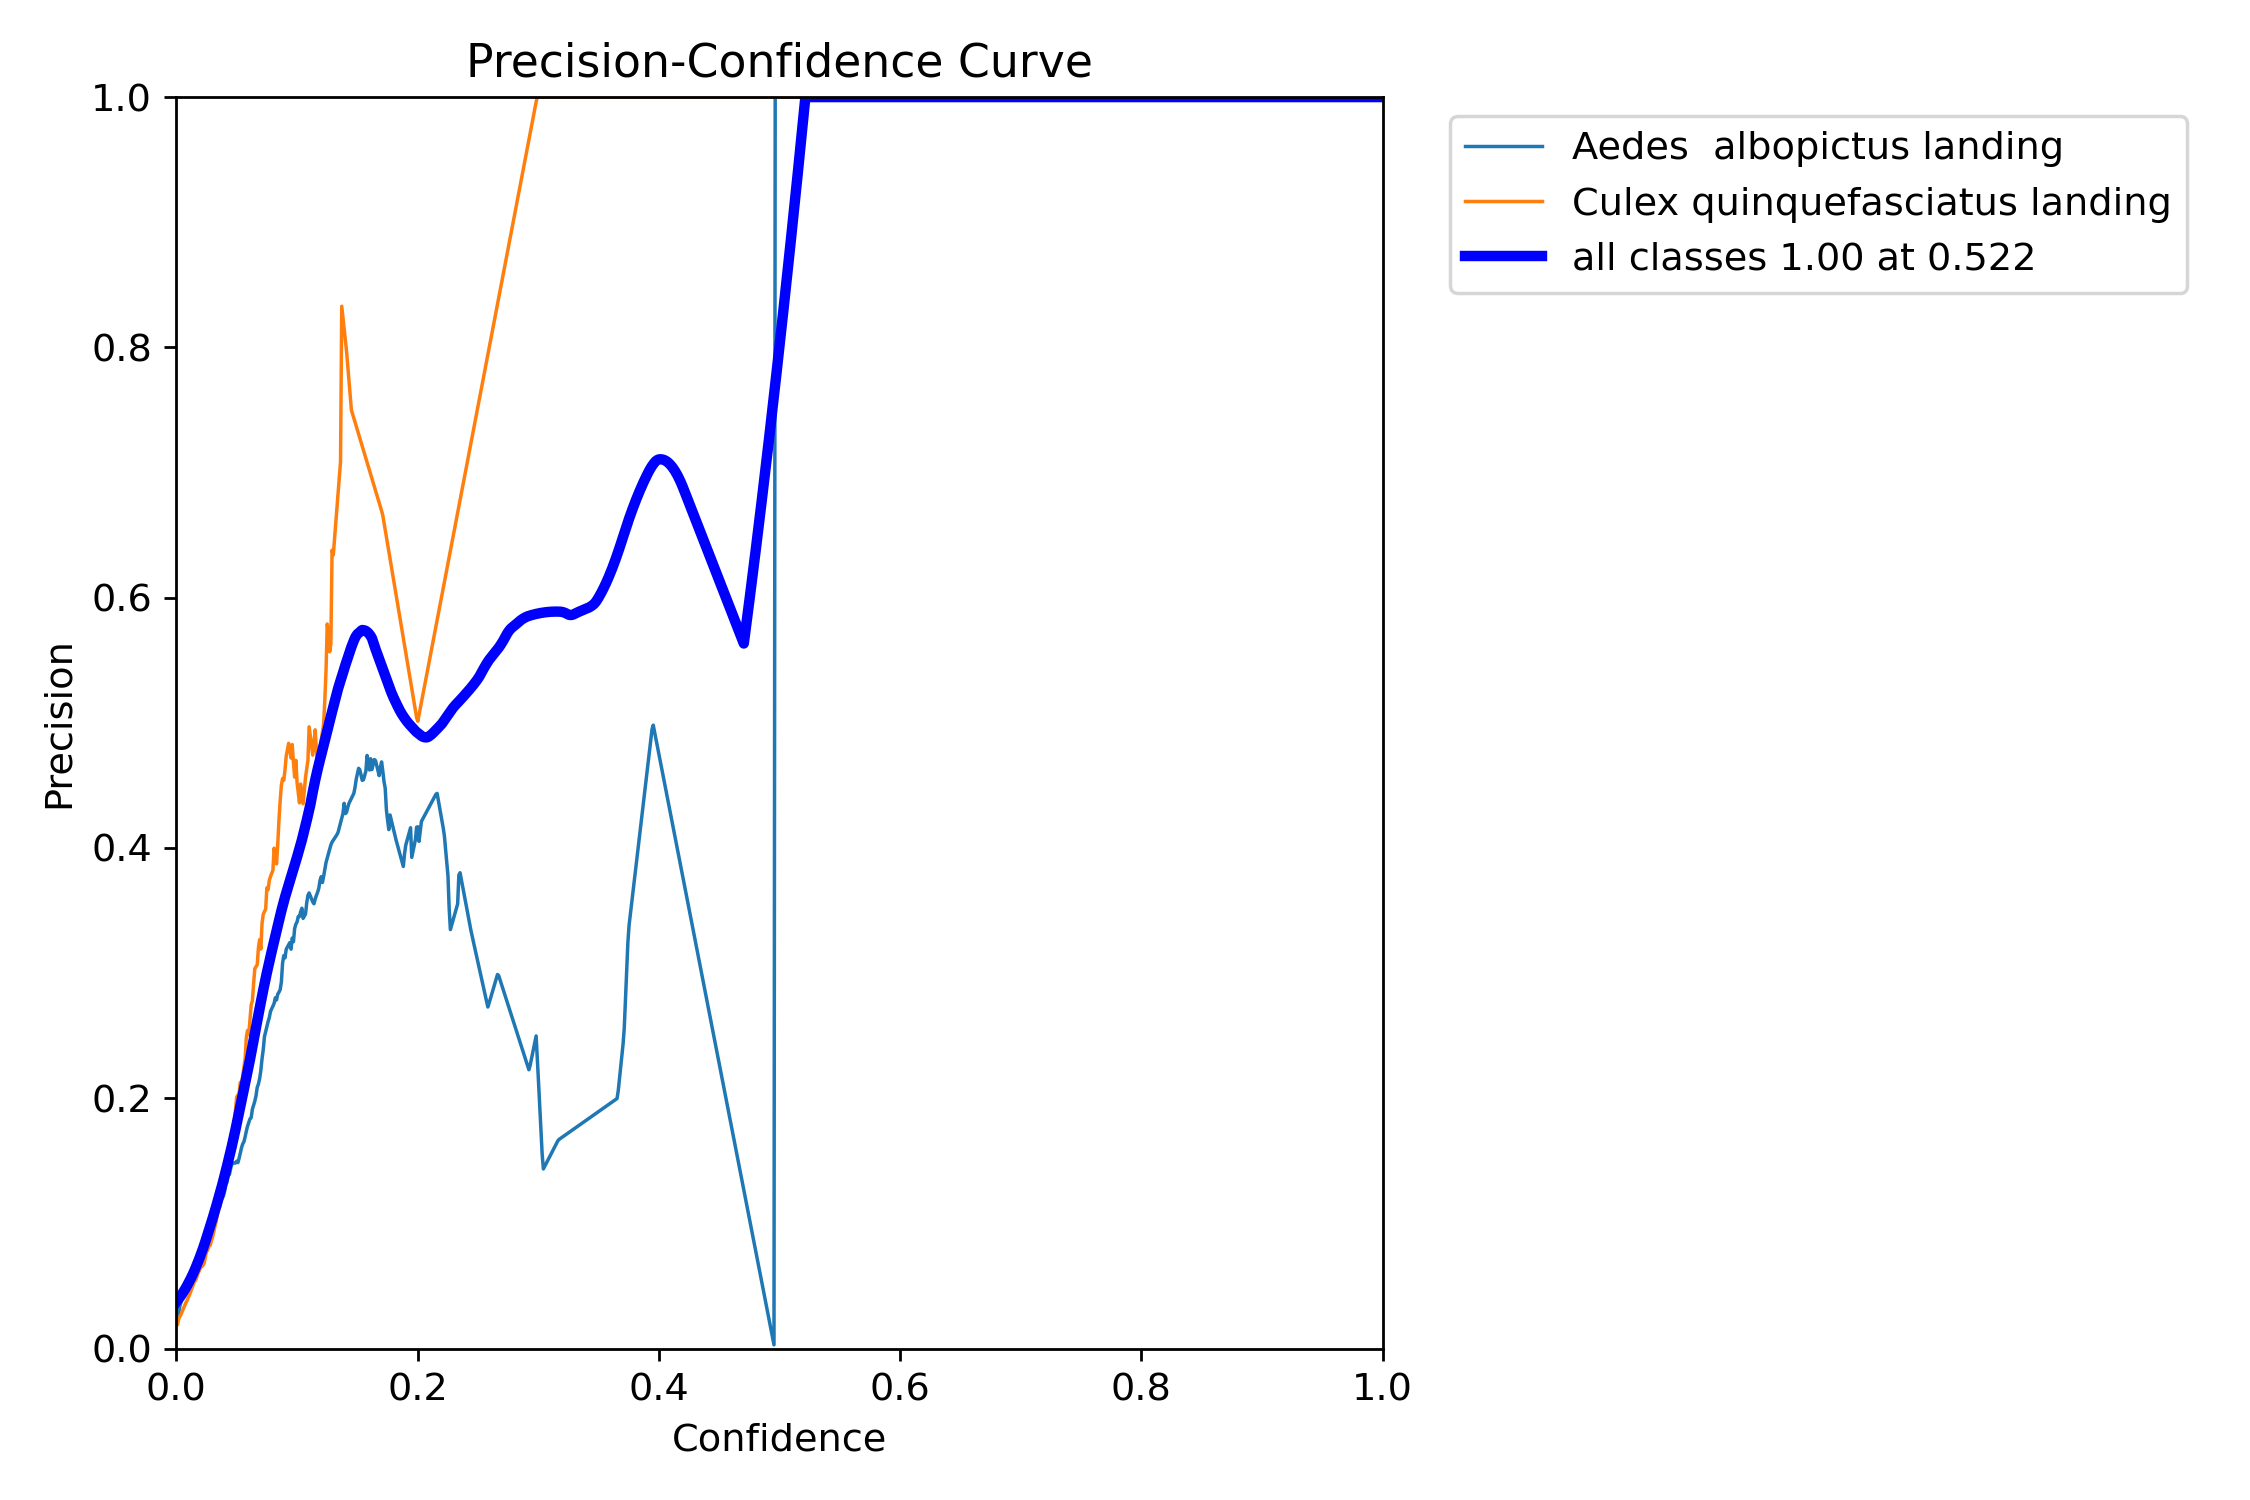 Precision-Confidence Curve
1.0
0.8
0.6
0.4
0.2
0.0
Precision
0.0 0.2 0.4 0.6 0.8 1.0
Confidence
Aedes  albopictus landing
Culex quinquefasciatus landing
all classes 1.00 at 0.522